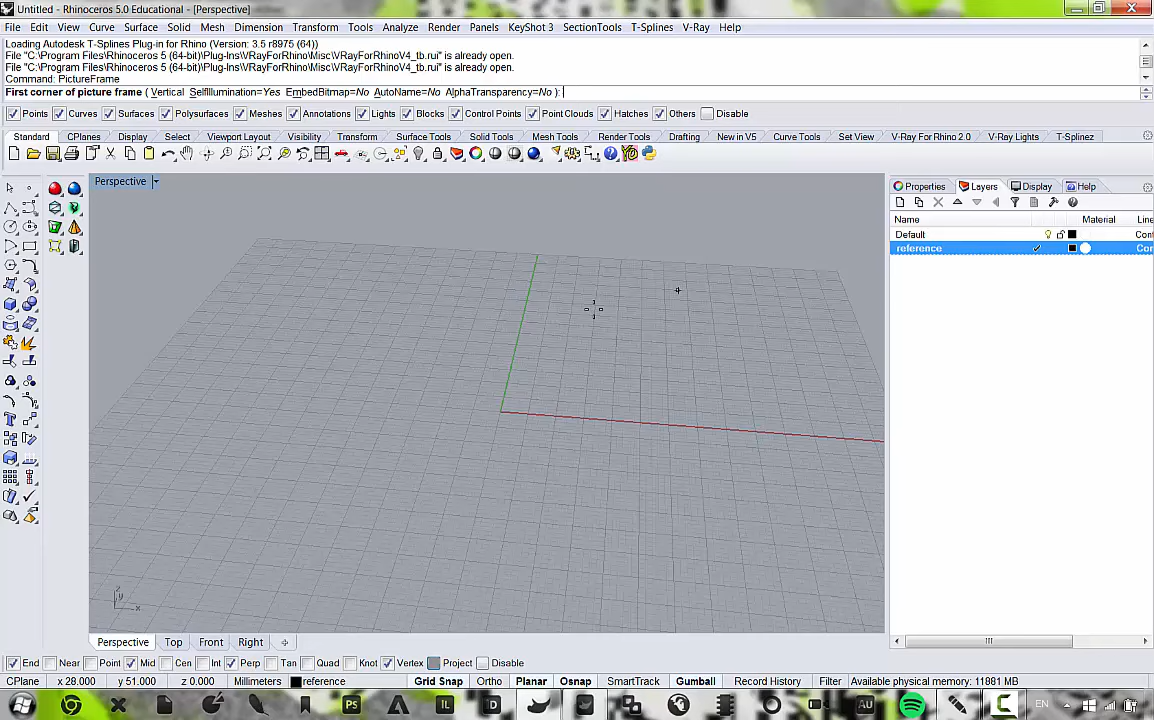 Untitled - Rhinoceros 5.0 Educational - [Perspective]
File Edit View Curve Surface Solid Mesh Dimension Transform Tools Analyze Render Panels KeyShot 3 SectionTools T-Splines V-Ray Help
Loading Autodesk T-Splines Plug-in for Rhino (Version: 3.5 r8975 (64))
File "C:\Program Files\Rhinoceros 5 (64-bit)\Plug-Ins\VRayForRhino\Misc\VRayForRhinoV4_tb.rui" is already open.
File "C:\Program Files\Rhinoceros 5 (64-bit)\Plug-Ins\VRayForRhino\Misc\VRayForRhinoV4_tb.rui" is already open.
Command: PictureFrame
First corner of picture frame ( Vertical SelfIllumination=Yes EmbedBitmap=No AutoName=No AlphaTransparency=No ):
Points Curves Surfaces Polysurfaces Meshes Annotations Lights Blocks Control Points Point Clouds Hatches Others Disable
Standard CPlanes Display Select Viewport Layout Visibility Transform Curve Tools Surface Tools Solid Tools Mesh Tools Render Tools Drafting New in V5 Curve Tools Set View V-Ray For Rhino 2.0 V-Ray Lights T-Splinez
Perspective
Properties Layers Display Help
Name Material Line
Default Cont
reference Cor
z
y
x
Perspective Top Front Right
End Near Point Mid Cen Int Perp Tan Quad Knot Vertex Project Disable
CPlane x 28.000 y 51.000 z 0.000 Millimeters reference Grid Snap Ortho Planar Osnap SmartTrack Gumball Record History Filter Available physical memory: 11881 MB
PS IL D AU EN